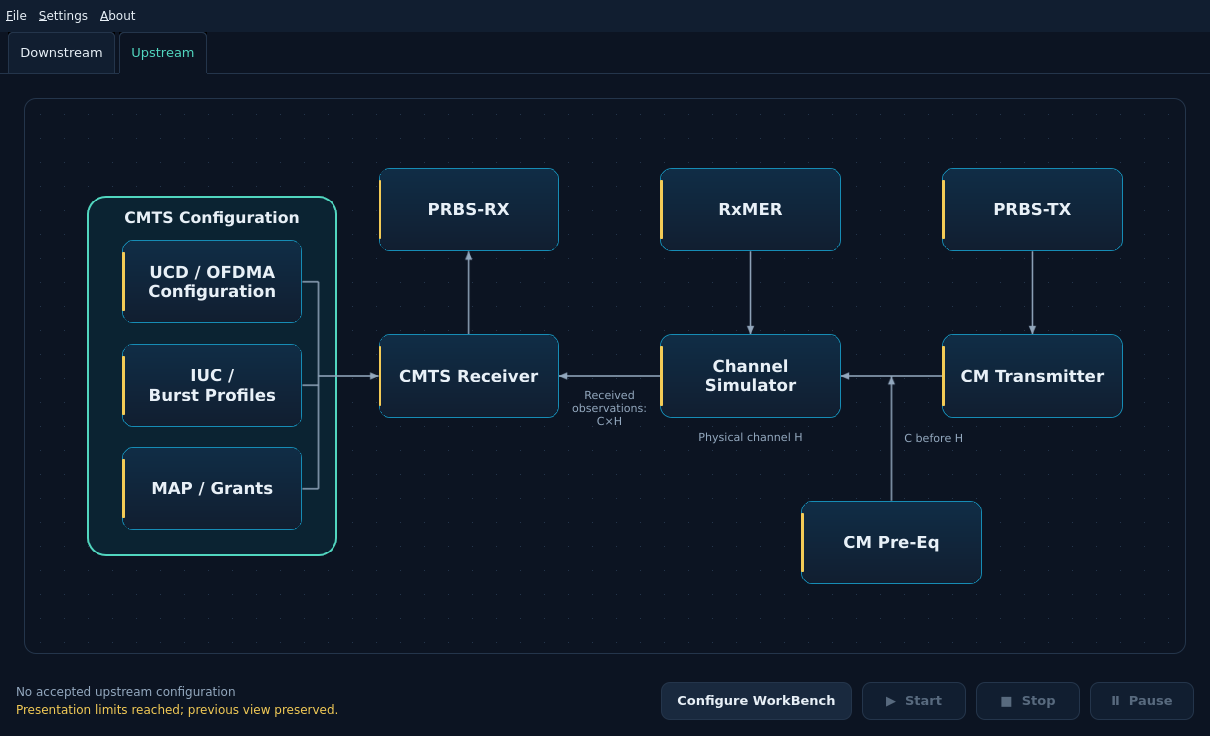 File Settings About
Downstream Upstream
CMTS Configuration
UCD / OFDMA
Configuration
IUC /
Burst Profiles
MAP / Grants
PRBS-RX
RxMER
PRBS-TX
CMTS Receiver
Received
observations:
C×H
Channel
Simulator
Physical channel H
CM Transmitter
C before H
CM Pre-Eq
No accepted upstream configuration
Presentation limits reached; previous view preserved.
Configure WorkBench
Start
Stop
Pause